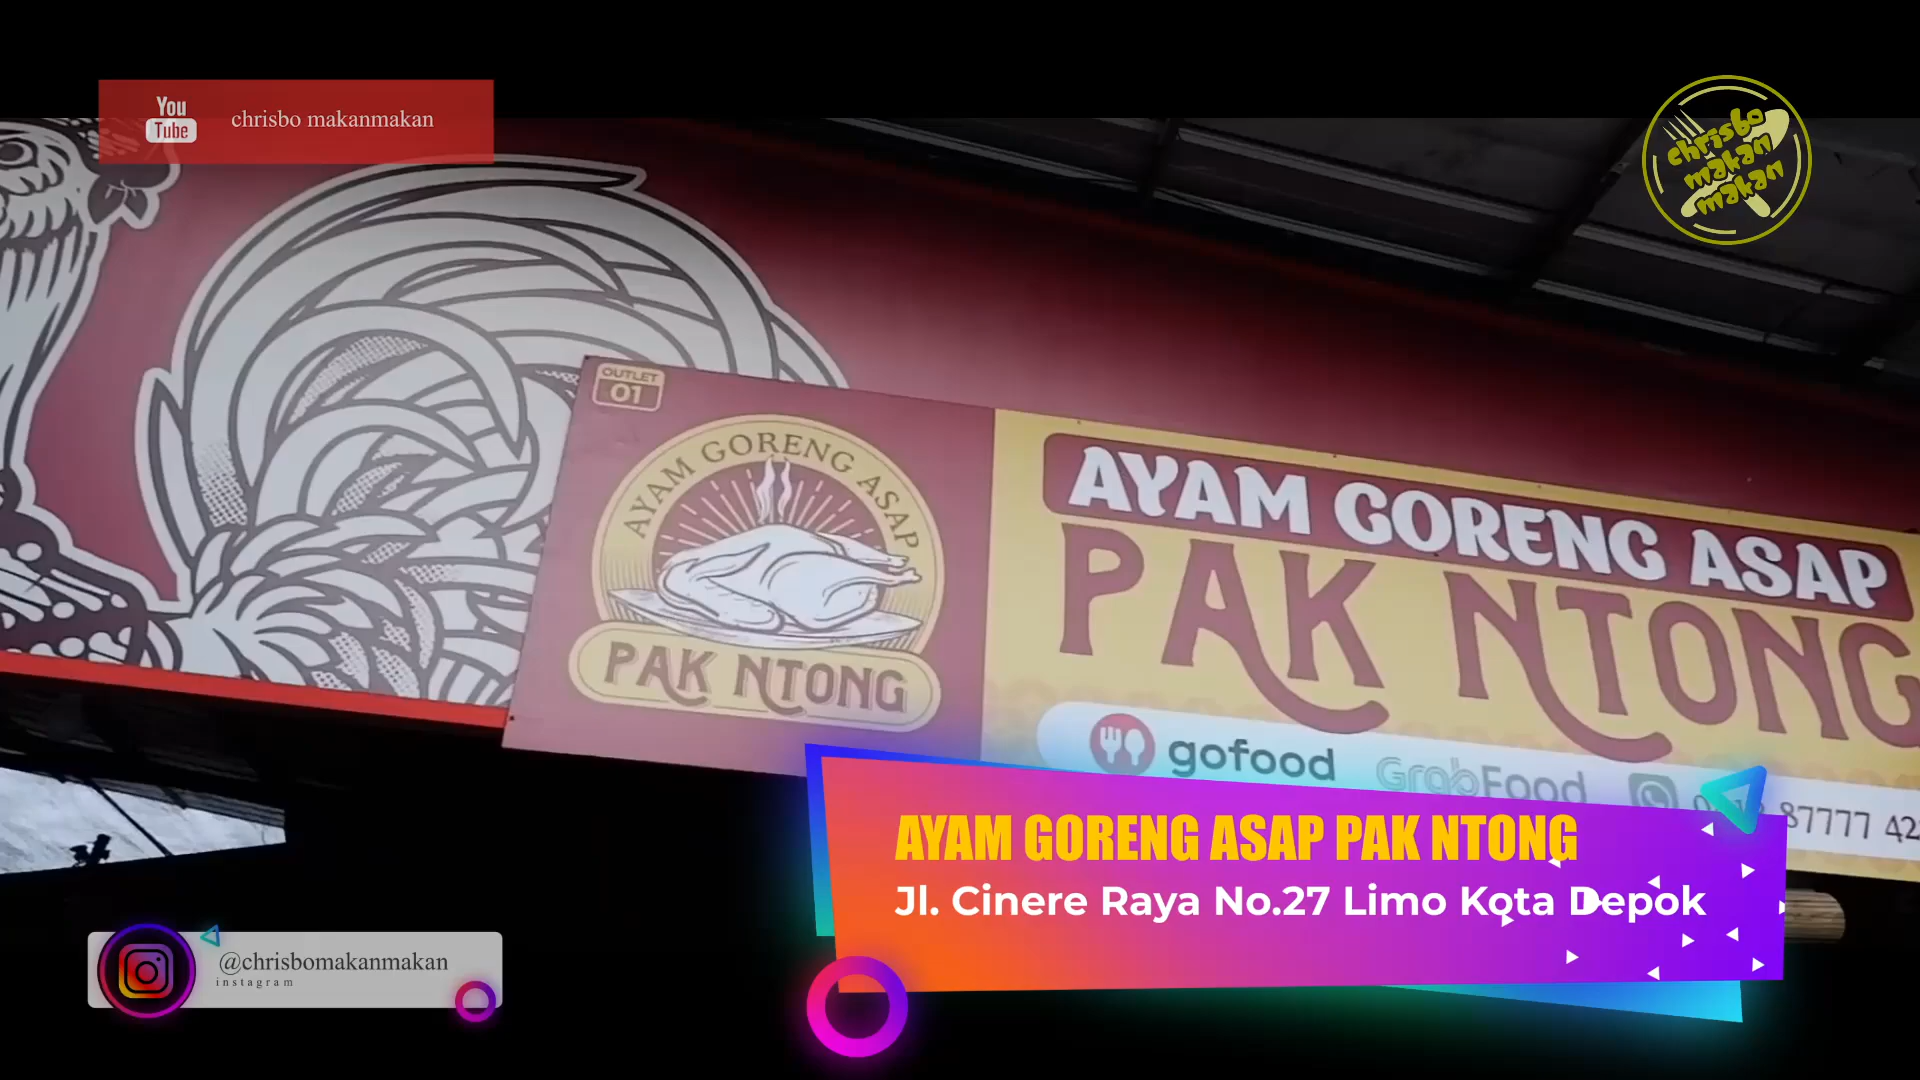 You
Tube
chrisbo makanmakan
chrisbo
makan
makan
OUTLET
01
AYAM GORENG ASAP
PAK NTONG
AYAM GORENG ASAP
PAK NTONG
gofood
GrabFood
87777
AYAM GORENG ASAP PAK NTONG
Jl. Cinere Raya No.27 Limo Kota Depok
@chrisbomakanmakan
instagram